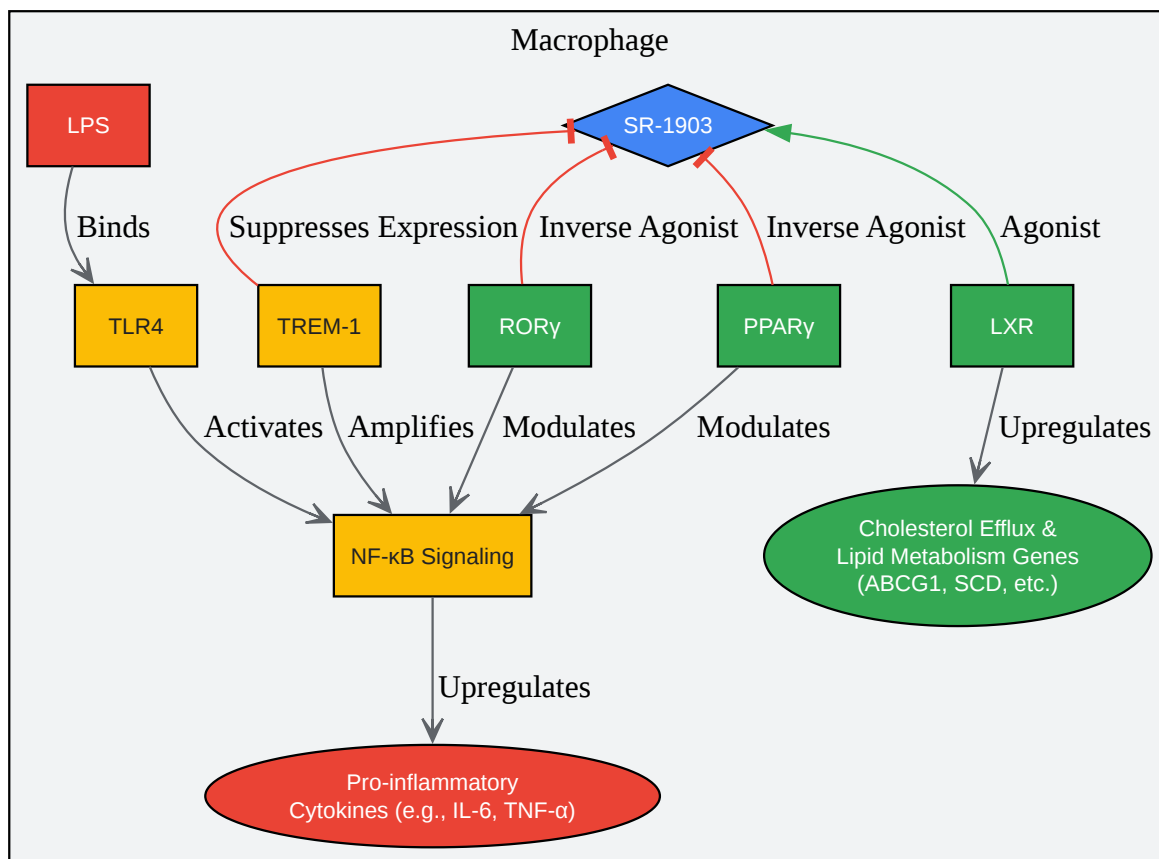 Macrophage
LPS
SR-1903
Binds
Suppresses Expression
Inverse Agonist
Inverse Agonist
Agonist
TLR4
TREM-1
RORγ
PPARγ
LXR
Activates
Amplifies
Modulates
Modulates
Upregulates
NF-κB Signaling
Cholesterol Efflux &
Lipid Metabolism Genes
(ABCG1, SCD, etc.)
Upregulates
Pro-inflammatory
Cytokines (e.g., IL-6, TNF-α)